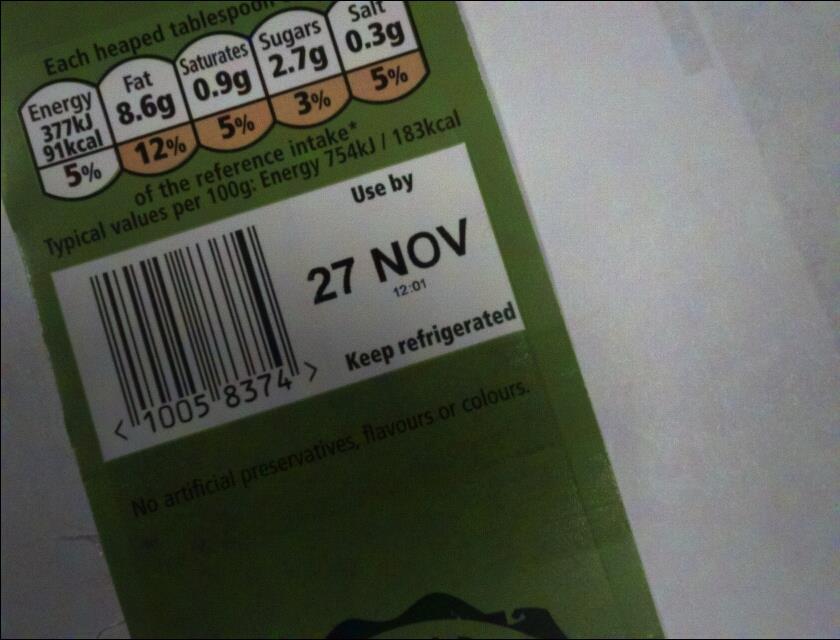 Each heaped tablespoon
Energy
377kJ
91kcal
5%
Fat
8.6g
12%
Saturates
0.9g
5%
Sugars
2.7g
3%
Salt
0.3g
5%
of the reference intake*
Typical values per 100g: Energy 754kJ / 183kcal
Use by
27 NOV
12:01
Keep refrigerated
< 1005 8374 >
No artificial preservatives, flavours or colours.